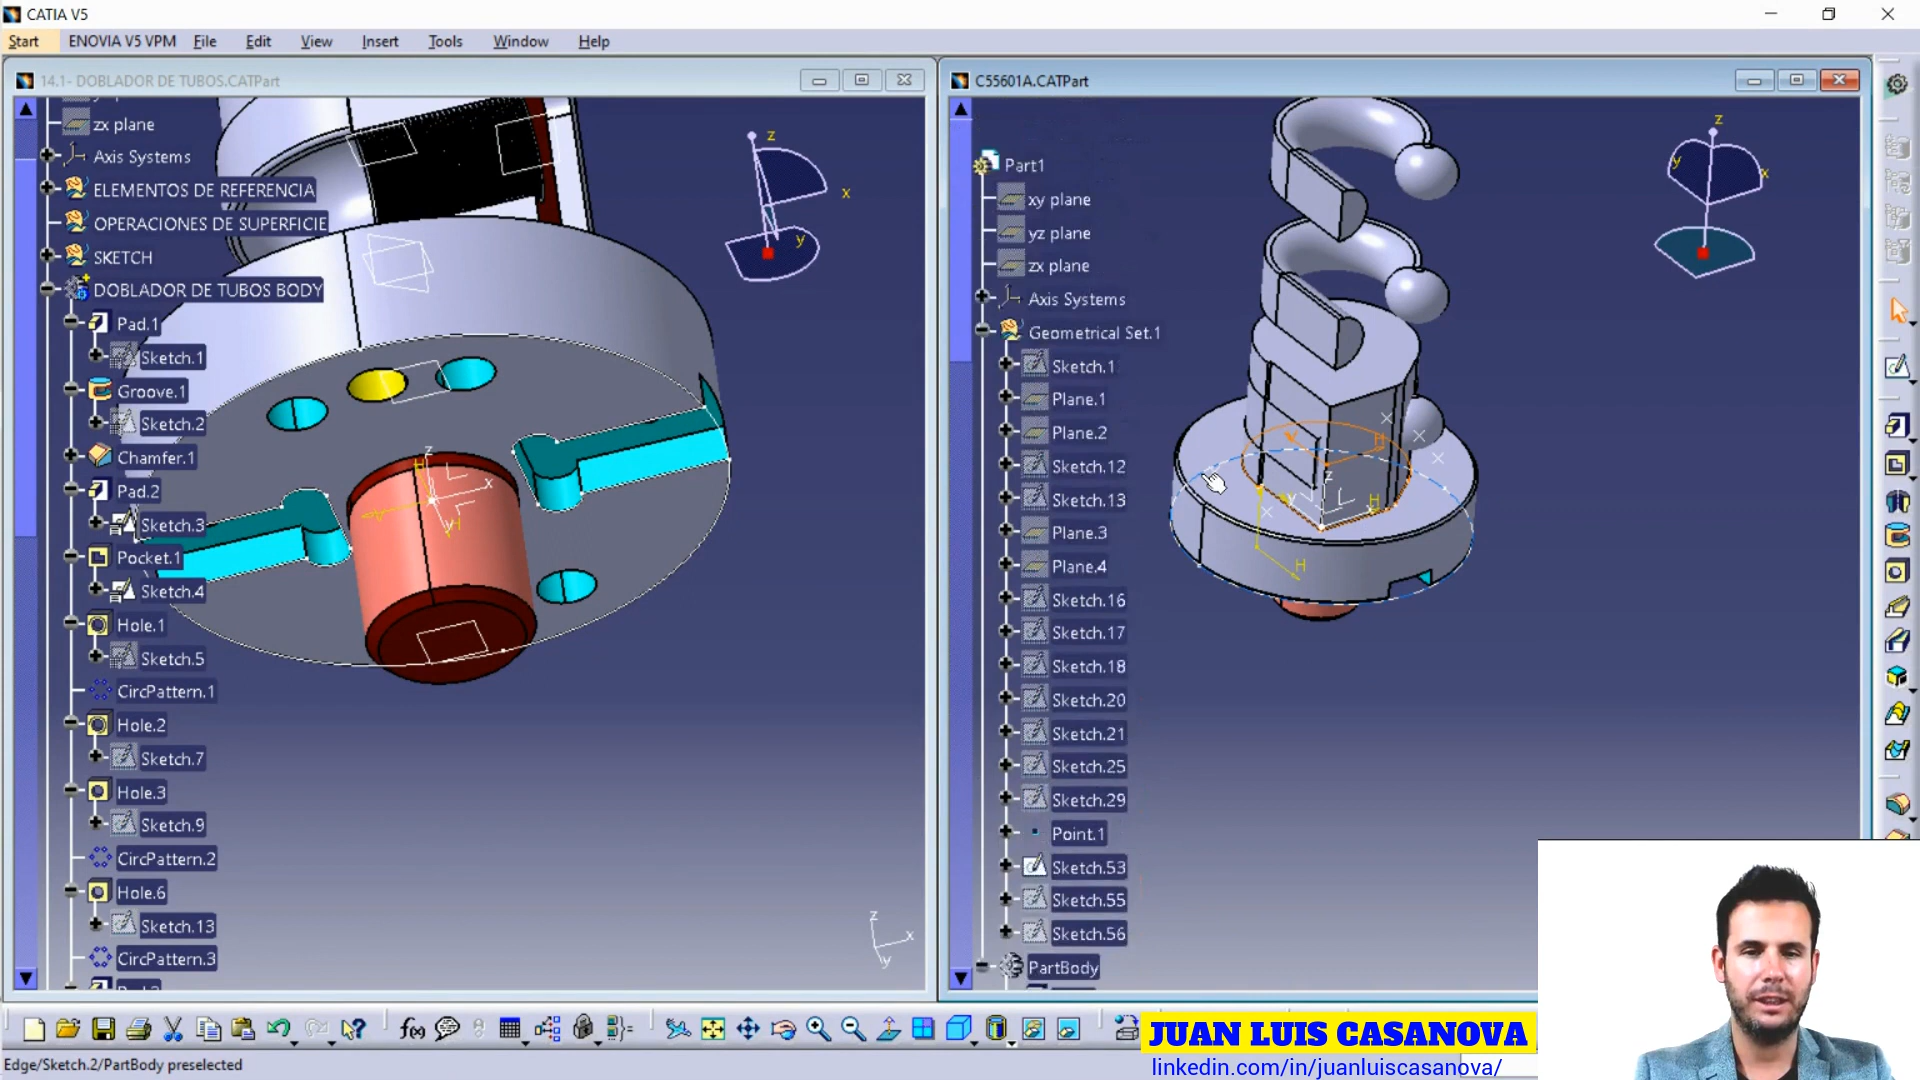 CATIA V5
Start ENOVIA V5 VPM File Edit View Insert Tools Window Help
14.1- DOBLADOR DE TUBOS.CATPart
zx plane
Axis Systems
ELEMENTOS DE REFERENCIA
OPERACIONES DE SUPERFICIE
SKETCH
DOBLADOR DE TUBOS BODY
Pad.1
Sketch.1
Groove.1
Sketch.2
Chamfer.1
Pad.2
Sketch.3
Pocket.1
Sketch.4
Hole.1
Sketch.5
CircPattern.1
Hole.2
Sketch.7
Hole.3
Sketch.9
CircPattern.2
Hole.6
Sketch.13
CircPattern.3
z
x
y
z
x
y
H
z
x
y
C55601A.CATPart
Part1
xy plane
yz plane
zx plane
Axis Systems
Geometrical Set.1
Sketch.1
Plane.1
Plane.2
Sketch.12
Sketch.13
Plane.3
Plane.4
Sketch.16
Sketch.17
Sketch.18
Sketch.20
Sketch.21
Sketch.25
Sketch.29
Point.1
Sketch.53
Sketch.55
Sketch.56
PartBody
z
y
x
H
z
y
H
H
f(x)
Edge/Sketch.2/PartBody preselected
JUAN LUIS CASANOVA
linkedin.com/in/juanluiscasanova/